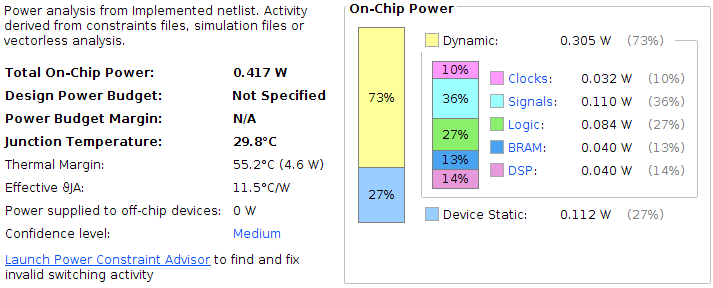 Power analysis from Implemented netlist. Activity
derived from constraints files, simulation files or
vectorless analysis.
Total On-Chip Power: 0.417 W
Design Power Budget: Not Specified
Power Budget Margin: N/A
Junction Temperature: 29.8°C
Thermal Margin: 55.2°C (4.6 W)
Effective ϑJA: 11.5°C/W
Power supplied to off-chip devices: 0 W
Confidence level: Medium
Launch Power Constraint Advisor to find and fix
invalid switching activity
On-Chip Power
73%
27%
Dynamic: 0.305 W (73%)
10%
36%
27%
13%
14%
Clocks: 0.032 W (10%)
Signals: 0.110 W (36%)
Logic: 0.084 W (27%)
BRAM: 0.040 W (13%)
DSP: 0.040 W (14%)
Device Static: 0.112 W (27%)